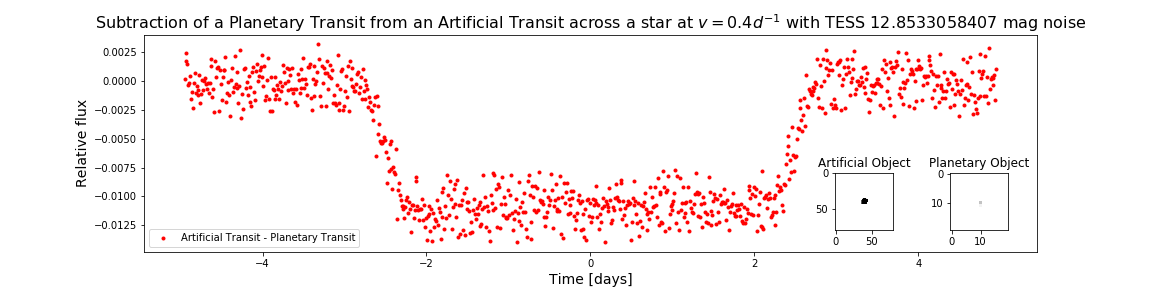 Subtraction of a Planetary Transit from an Artificial Transit across a star at v = 0.4d⁻¹ with TESS 12.8533058407 mag noise
Relative flux
0.0025
0.0000
−0.0025
−0.0050
−0.0075
−0.0100
−0.0125
Artificial Transit - Planetary Transit
Artificial Object
0
50
0 50
Planetary Object
0
10
0 10
−4 −2 0 2 4
Time [days]